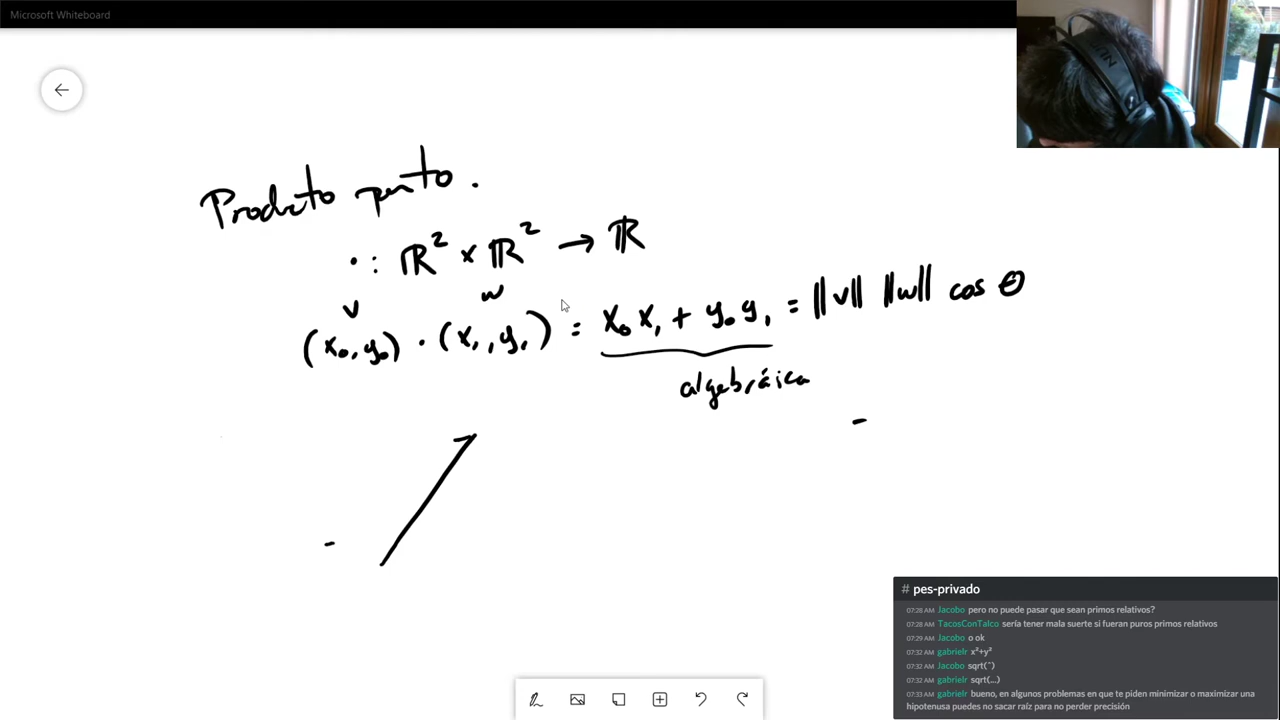 Microsoft Whiteboard
Producto punto.
· : ℝ² × ℝ² → ℝ
v w
(x₀, y₀) · (x₁, y₁) = x₀ x₁ + y₀ y₁ = ||v|| ||w|| cos θ
algebráica
# pes-privado
07:28 AM Jacobo pero no puede pasar que sean primos relativos?
07:28 AM TacosConTalco sería tener mala suerte si fueran puros primos relativos
07:29 AM Jacobo o ok
07:32 AM gabrielr x²+y²
07:32 AM Jacobo sqrt(^)
07:32 AM gabrielr sqrt(...)
07:33 AM gabrielr bueno, en algunos problemas en que te piden minimizar o maximizar una
hipotenusa puedes no sacar raíz para no perder precisión